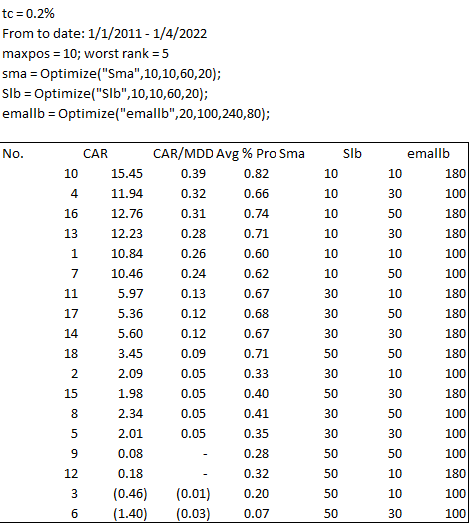 tc = 0.2%
From to date: 1/1/2011 - 1/4/2022
maxpos = 10; worst rank = 5
sma = Optimize("Sma",10,10,60,20);
Slb = Optimize("Slb",10,10,60,20);
emallb = Optimize("emallb",20,100,240,80);
No. CAR CAR/MDD Avg % Pro Sma Slb emallb
10 15.45 0.39 0.82 10 10 180
4 11.94 0.32 0.66 10 30 100
16 12.76 0.31 0.74 10 50 180
13 12.23 0.28 0.71 10 30 180
1 10.84 0.26 0.60 10 10 100
7 10.46 0.24 0.62 10 50 100
11 5.97 0.13 0.67 30 10 180
17 5.36 0.12 0.68 30 50 180
14 5.60 0.12 0.67 30 30 180
18 3.45 0.09 0.71 50 50 180
2 2.09 0.05 0.33 30 10 100
15 1.98 0.05 0.40 50 30 180
8 2.34 0.05 0.41 30 50 100
5 2.01 0.05 0.35 30 30 100
9 0.08 - 0.28 50 50 100
12 0.18 - 0.32 50 10 180
3 (0.46) (0.01) 0.20 50 10 100
6 (1.40) (0.03) 0.07 50 30 100